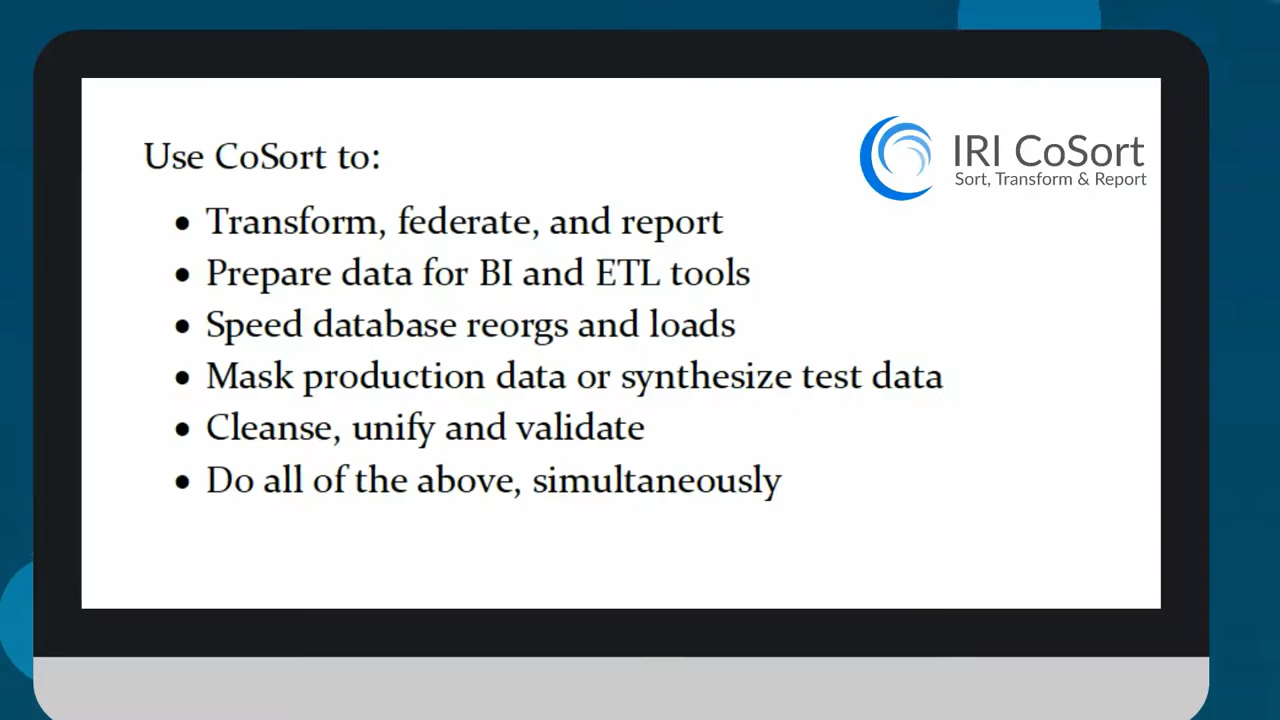 Use CoSort to:
IRI CoSort
Sort, Transform & Report
• Transform, federate, and report
• Prepare data for BI and ETL tools
• Speed database reorgs and loads
• Mask production data or synthesize test data
• Cleanse, unify and validate
• Do all of the above, simultaneously